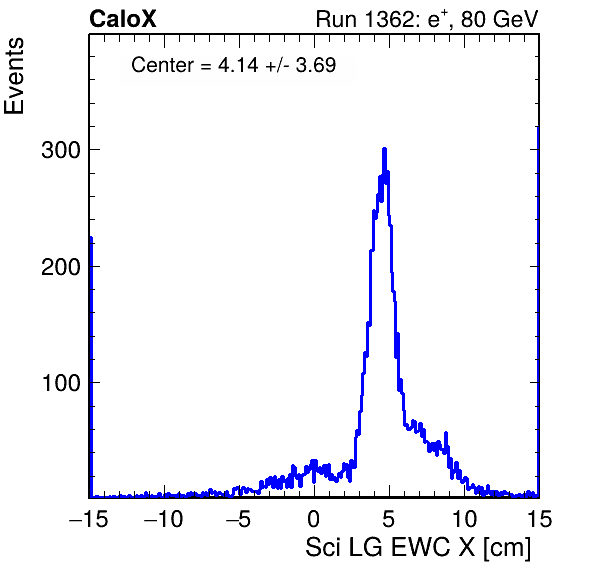 CaloX Run 1362: e⁺, 80 GeV
Events
Center = 4.14 +/- 3.69
300
200
100
−15 −10 −5 0 5 10 15
Sci LG EWC X [cm]